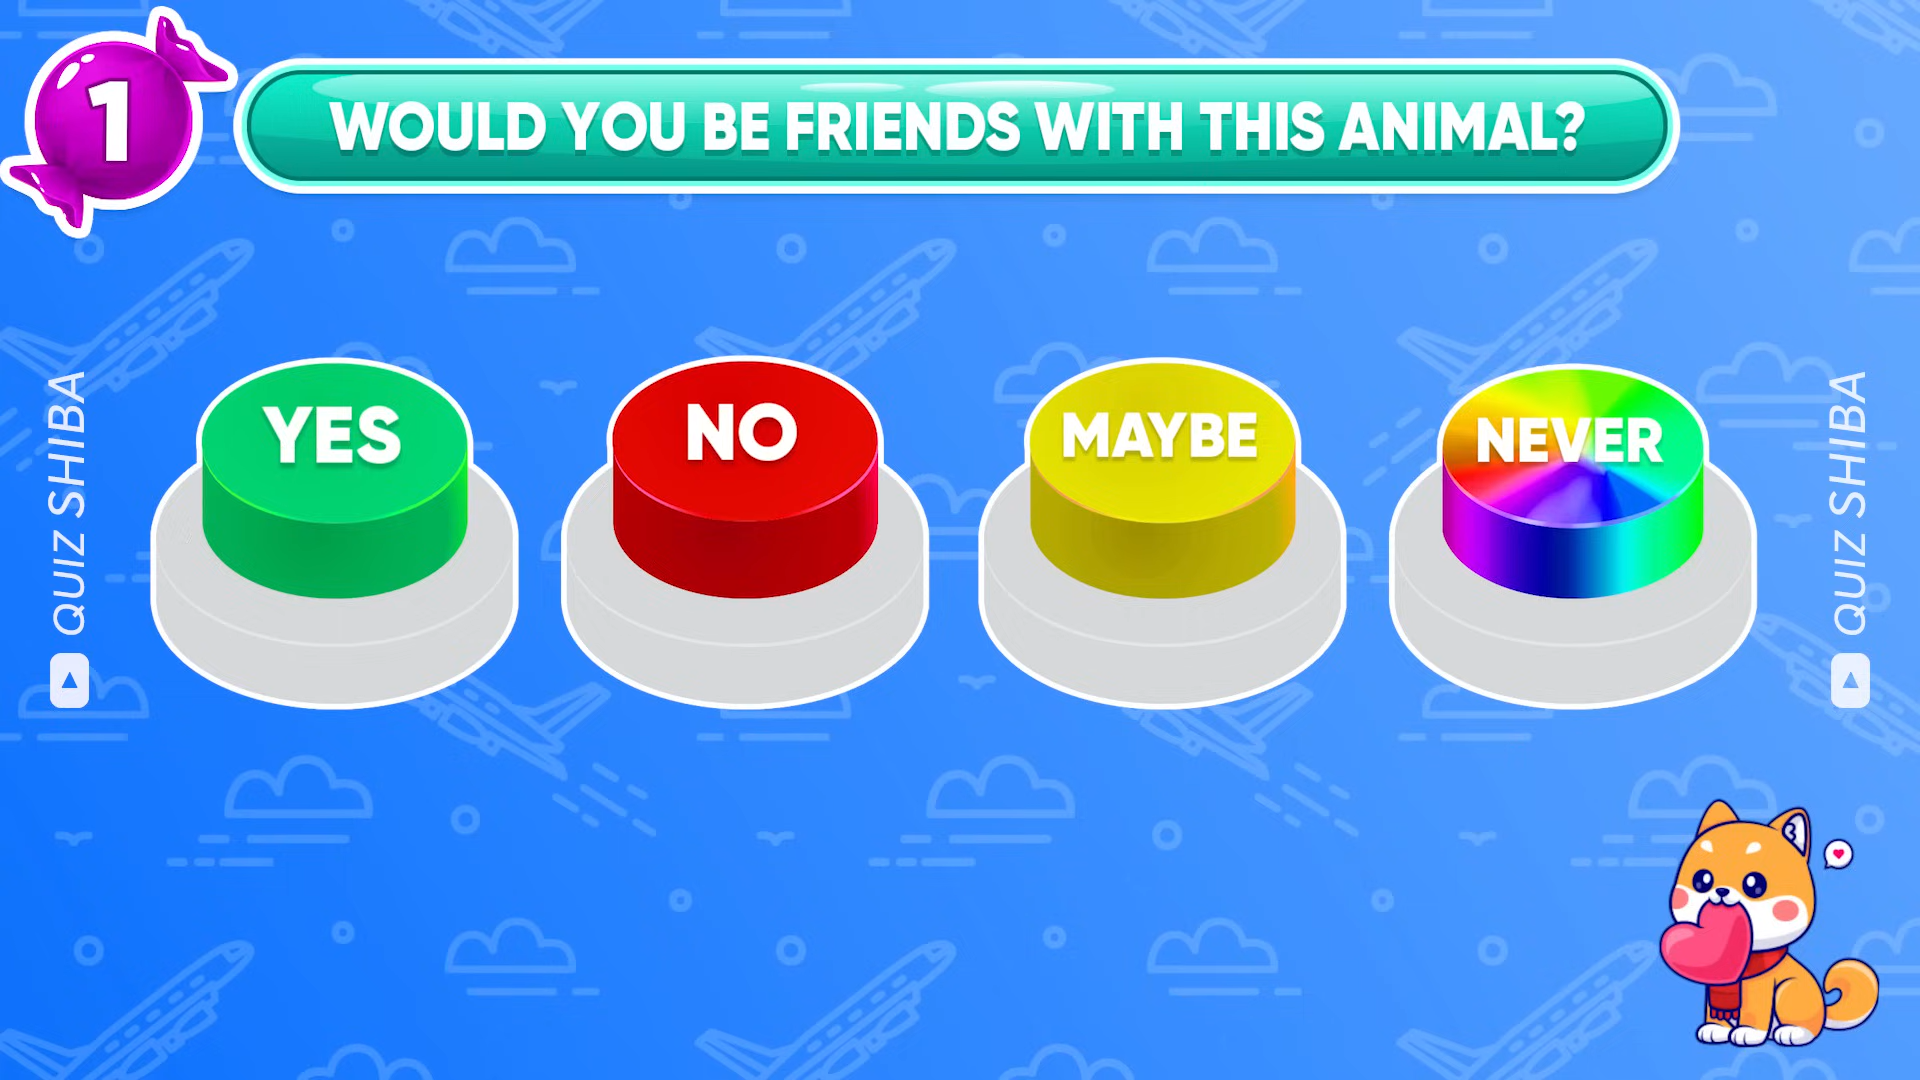 1
WOULD YOU BE FRIENDS WITH THIS ANIMAL?
YES
NO
MAYBE
NEVER
QUIZ SHIBA
QUIZ SHIBA